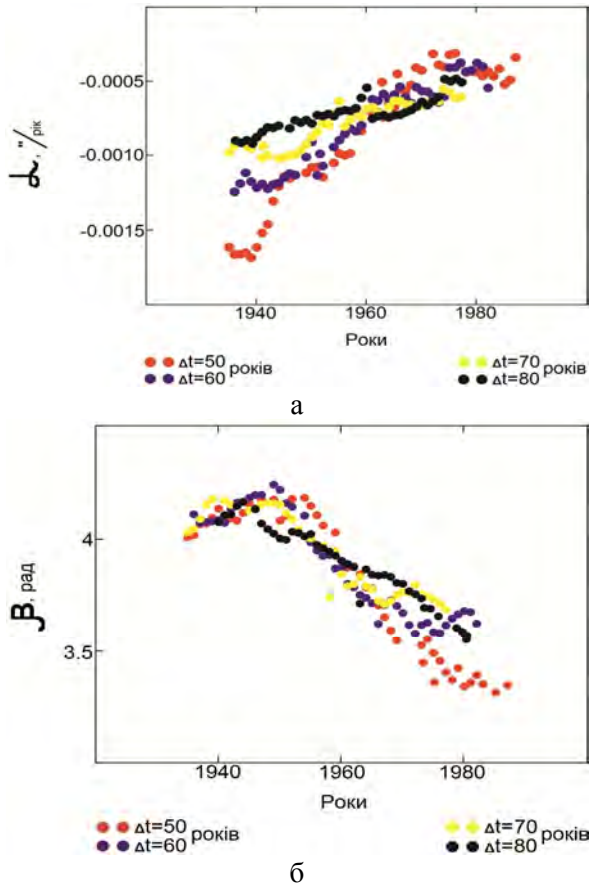 -0.0005
-0.0010
-0.0015
α, "/рік
1940 1960 1980
Роки
Δt=50 Δt=60 років Δt=70 Δt=80 років
а
4
3.5
β, рад
1940 1960 1980
Роки
Δt=50 Δt=60 років Δt=70 Δt=80 років
б